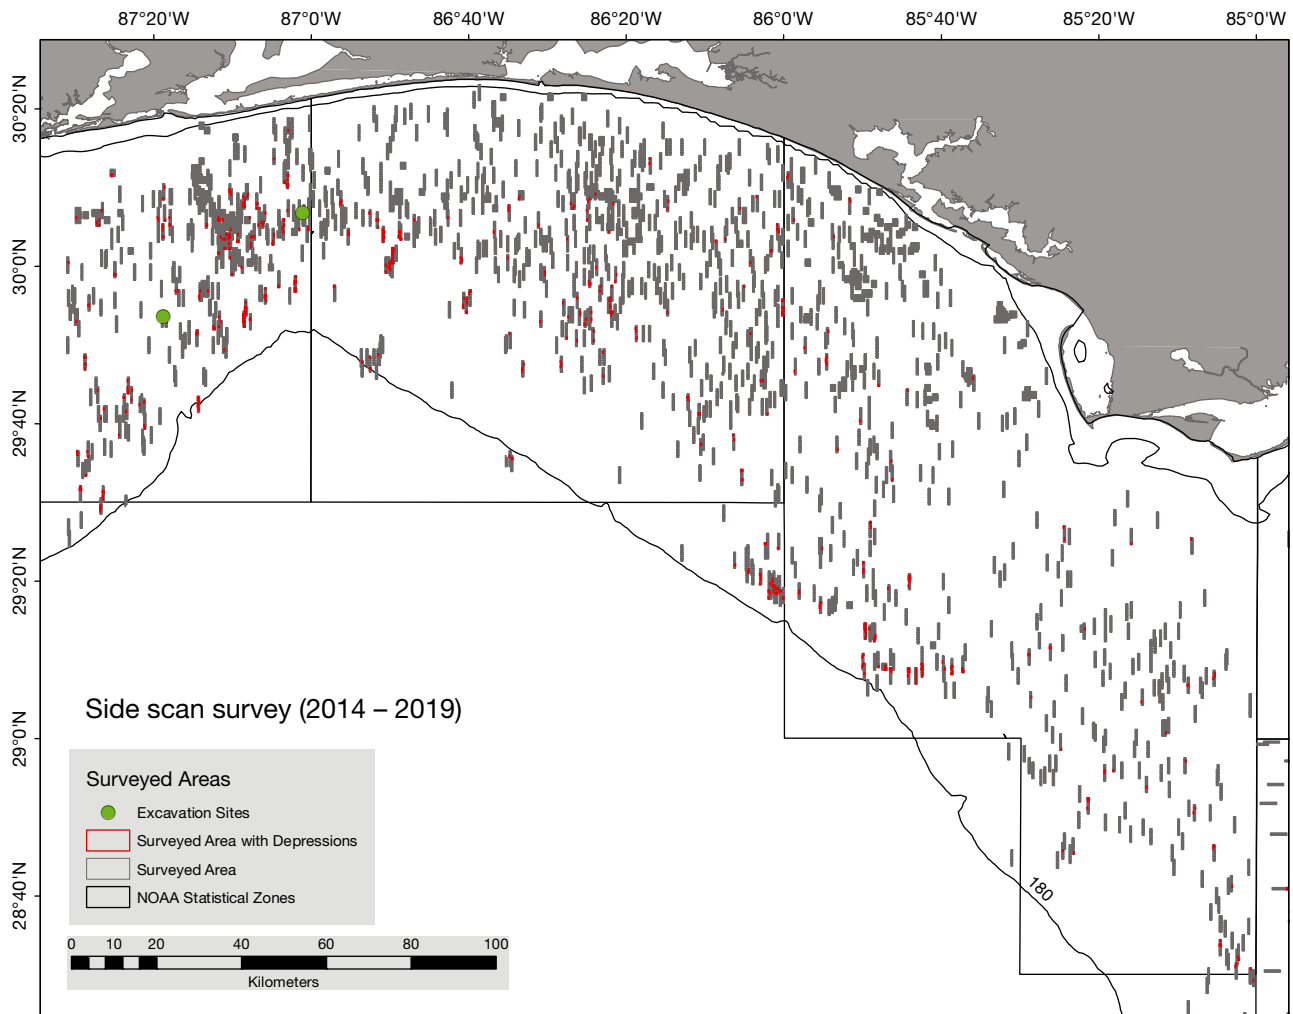 87°20'W 87°0'W 86°40'W 86°20'W 86°0'W 85°40'W 85°20'W 85°0'W
30°20'N
30°0'N
29°40'N
29°20'N
29°0'N
28°40'N
180
Side scan survey (2014 – 2019)
Surveyed Areas
Excavation Sites
Surveyed Area with Depressions
Surveyed Area
NOAA Statistical Zones
0 10 20 40 60 80 100
Kilometers